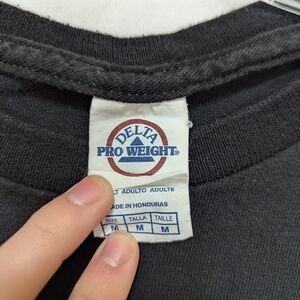 DELTA
PRO WEIGHT®
ADULTO ADULTE
MADE IN HONDURAS
SIZE TALLA TAILLE
M M M